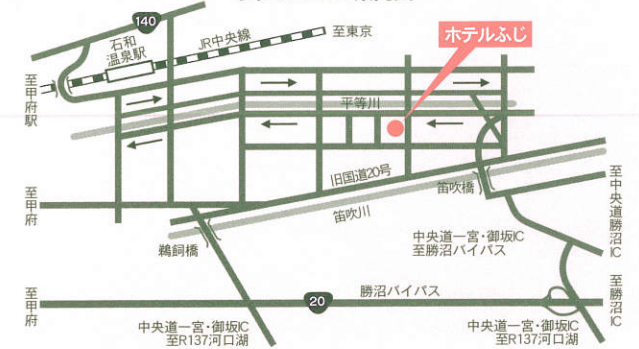 140
石和
温泉駅
JR中央線
至東京
ホテルふじ
至甲府駅
平等川
旧国道20号
笛吹川
笛吹橋
至甲府
鵜飼橋
中央道一宮・御坂IC
至勝沼バイパス
至中央道勝沼IC
至甲府
20
勝沼バイパス
至勝沼IC
中央道一宮・御坂IC
至R137河口湖
中央道一宮・御坂IC
至R137河口湖